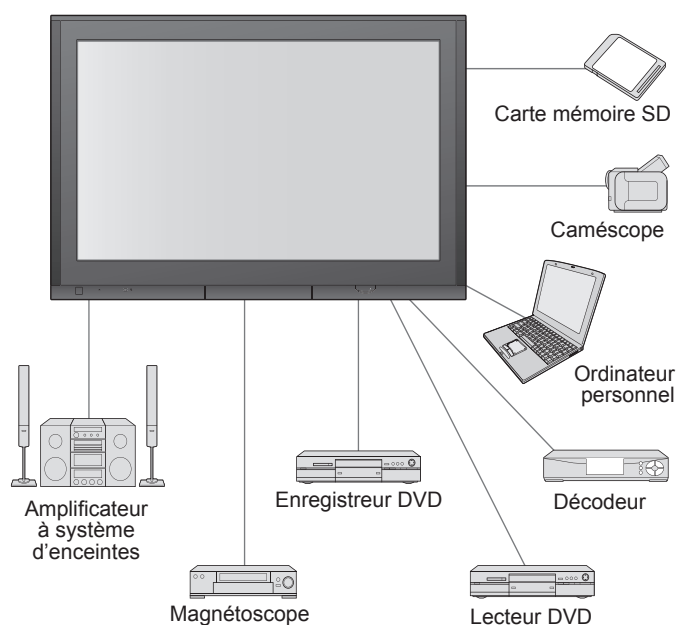 Carte mémoire SD
Caméscope
Ordinateur
personnel
Décodeur
Enregistreur DVD
Amplificateur
à système
d'enceintes
Magnétoscope
Lecteur DVD